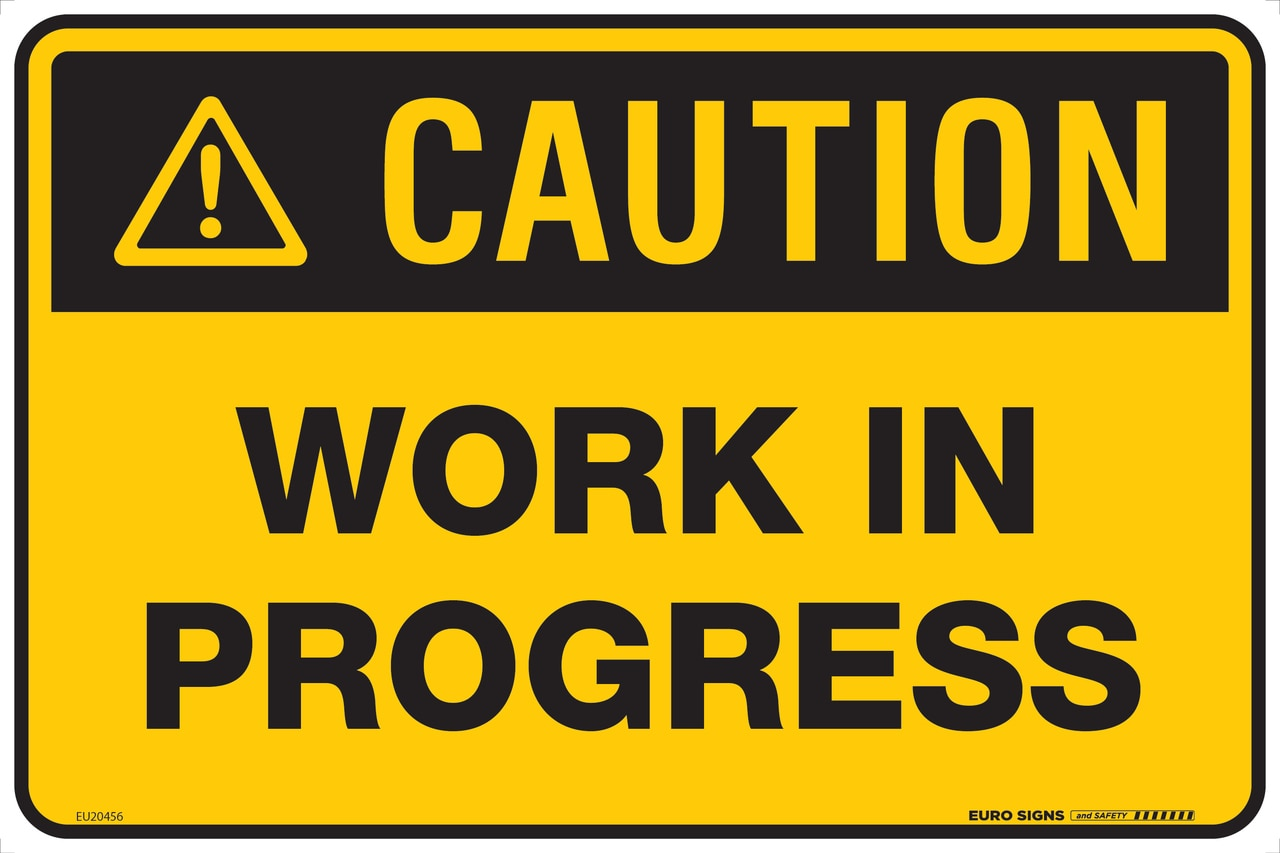 CAUTION
WORK IN
PROGRESS
EU20456
EURO SIGNS and SAFETY